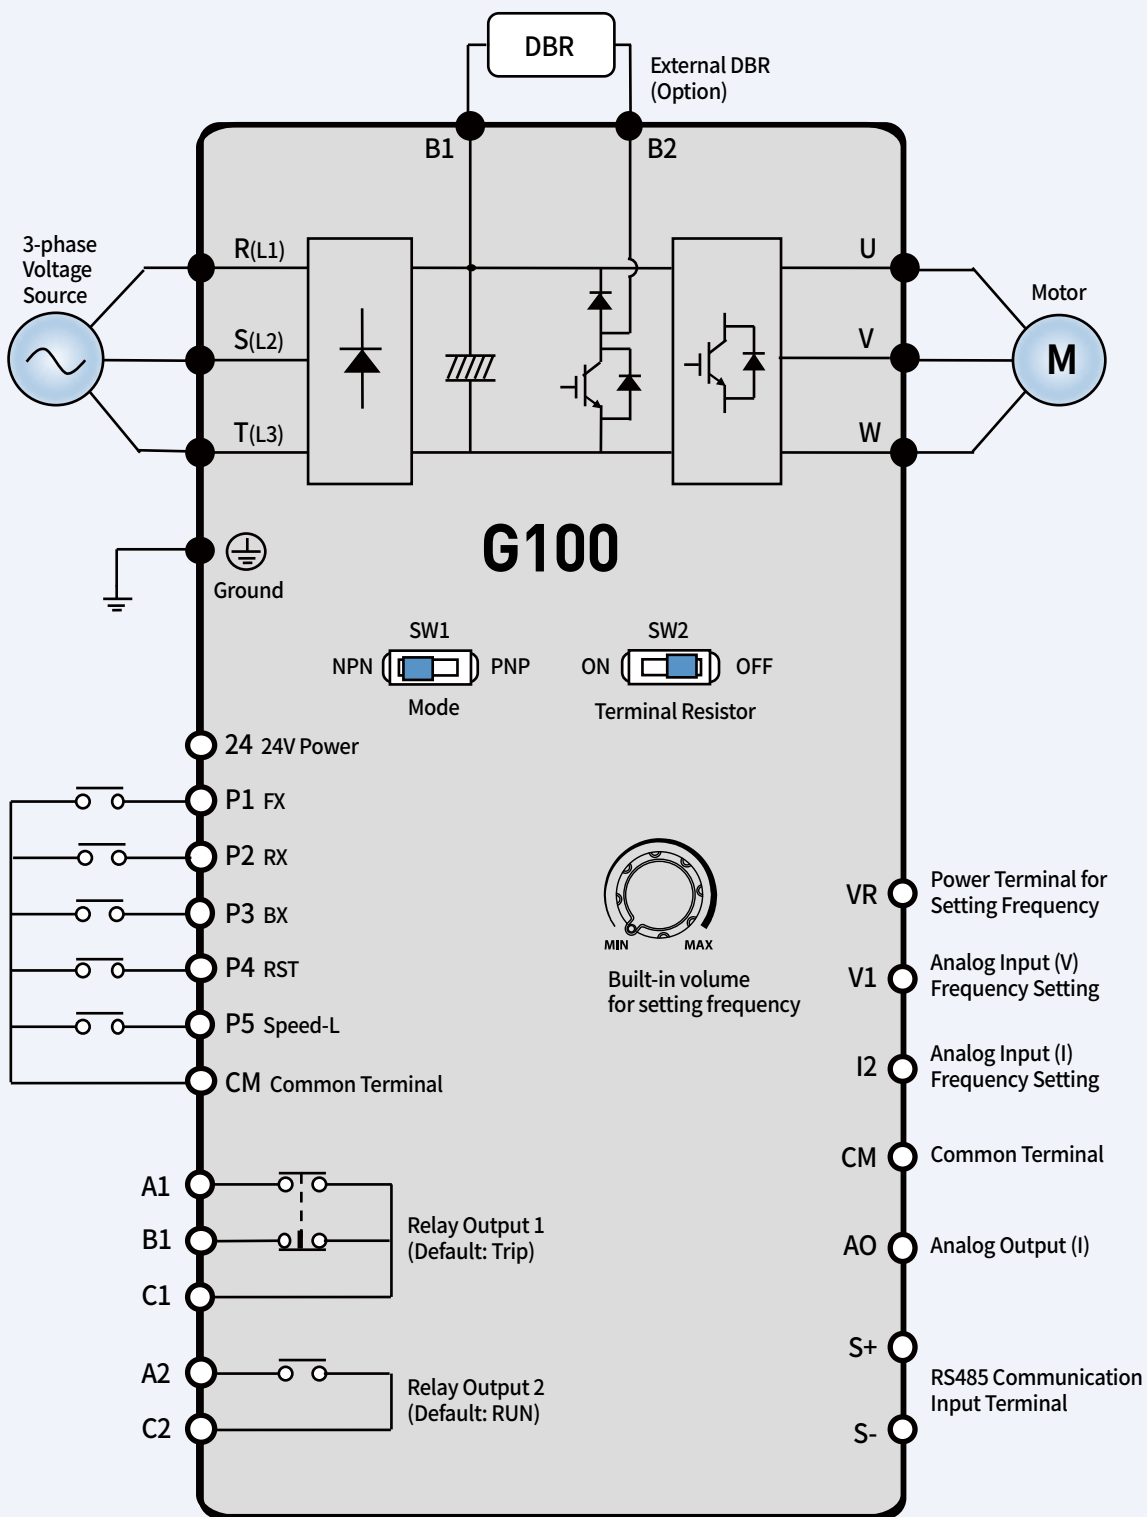 DBR
External DBR
(Option)
B1
B2
3-phase
Voltage
Source
R(L1)
S(L2)
T(L3)
U
V
W
Motor
M
G100
Ground
SW1
NPN
PNP
Mode
SW2
ON
OFF
Terminal Resistor
24 24V Power
P1 FX
P2 RX
P3 BX
P4 RST
P5 Speed-L
CM Common Terminal
MIN
MAX
Built-in volume
for setting frequency
VR
Power Terminal for
Setting Frequency
V1
Analog Input (V)
Frequency Setting
I2
Analog Input (I)
Frequency Setting
CM
Common Terminal
AO
Analog Output (I)
S+
S-
RS485 Communication
Input Terminal
A1
B1
C1
Relay Output 1
(Default: Trip)
A2
C2
Relay Output 2
(Default: RUN)